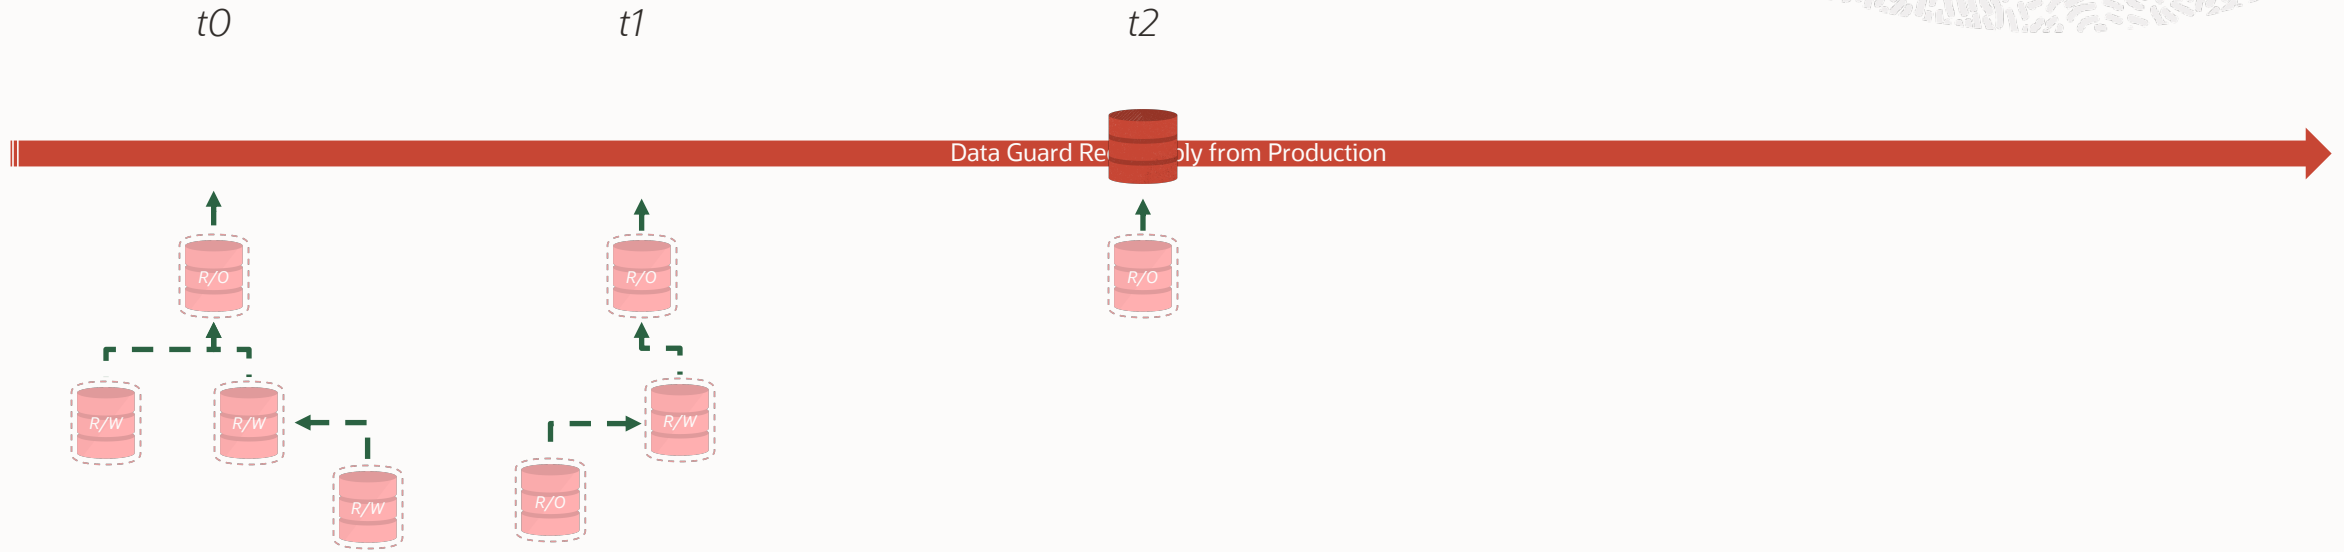 t0 t1 t2
Data Guard Re ply from Production
R/O R/O R/O
R/W R/W R/W
R/W R/O